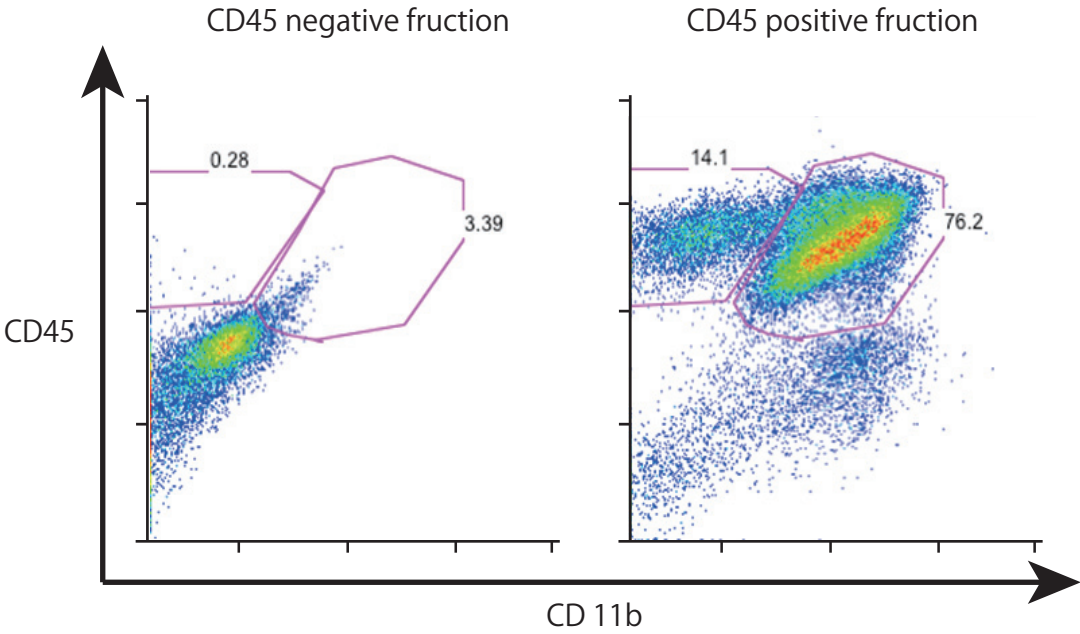 CD45 negative fruction
CD45 positive fruction
0.28
3.39
14.1
76.2
CD45
CD 11b